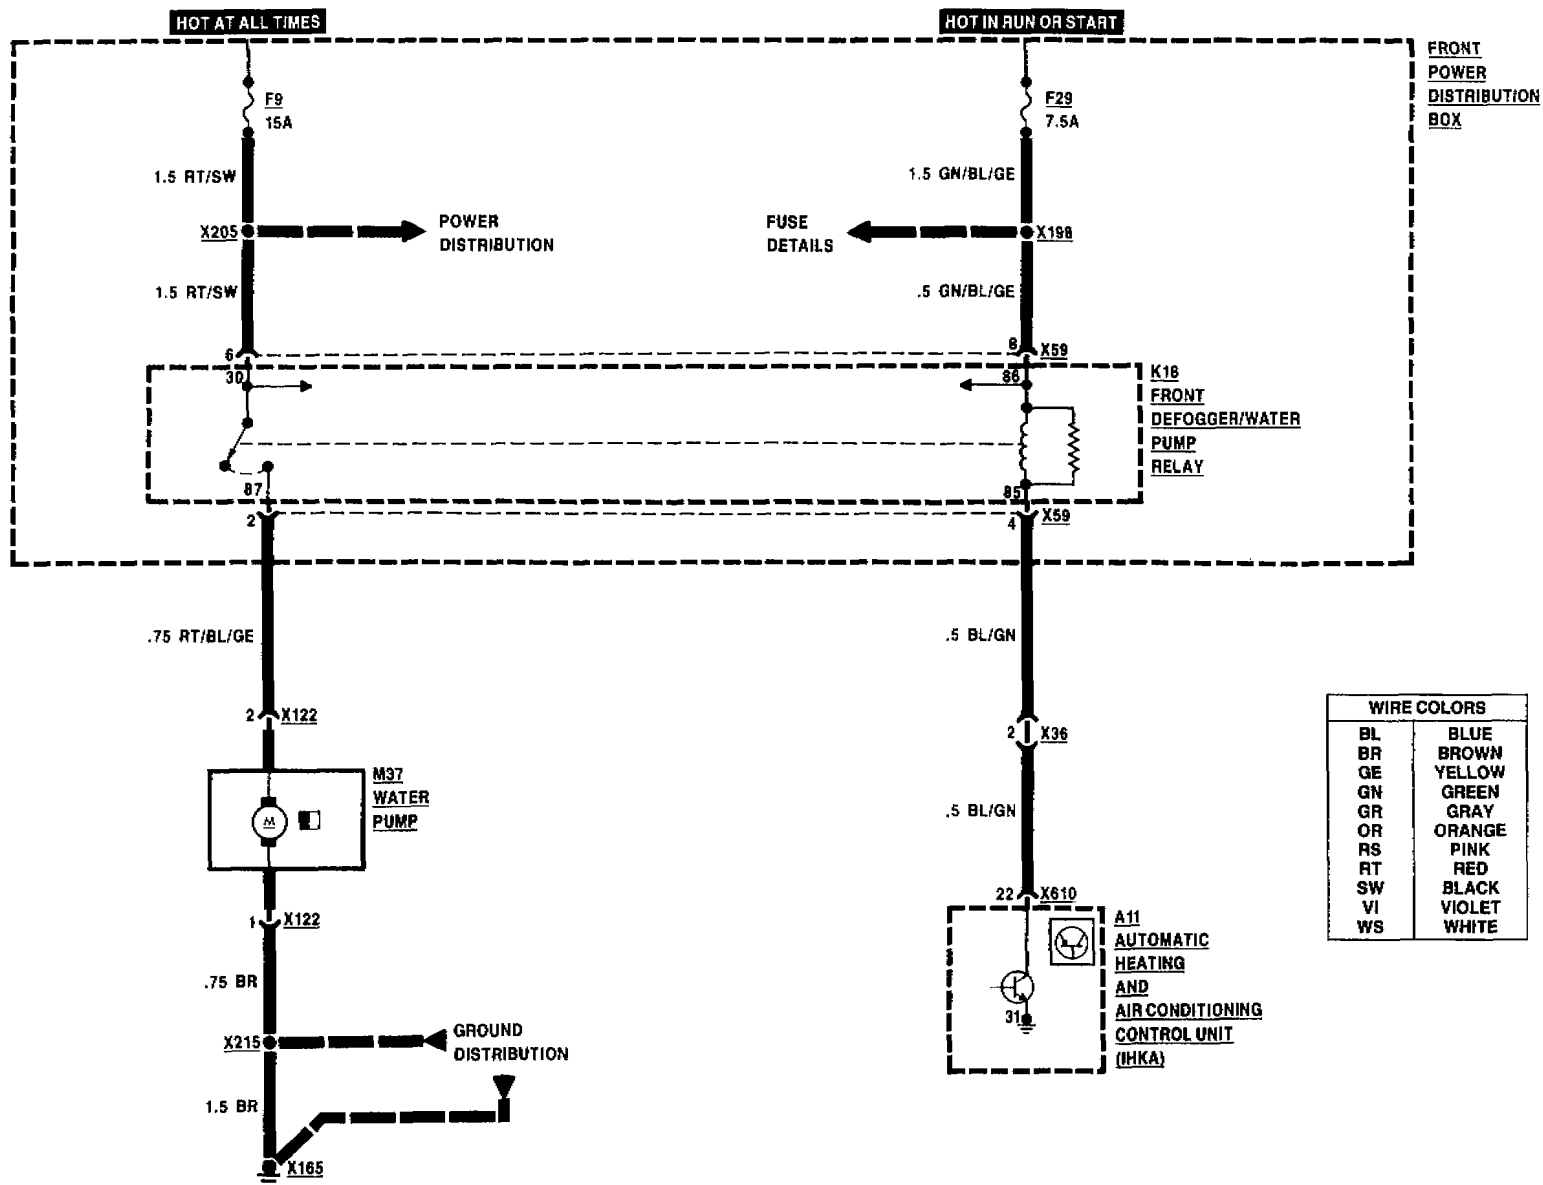 HOT AT ALL TIMES
HOT IN RUN OR START
FRONT
POWER
DISTRIBUTION
BOX
F9
15A
F29
7.5A
1.5 RT/SW
1.5 GN/BL/GE
X205
POWER
DISTRIBUTION
FUSE
DETAILS
X198
1.5 RT/SW
.5 GN/BL/GE
6
8
X59
30
86
K18
FRONT
DEFOGGER/WATER
PUMP
RELAY
87
85
2
4
X59
.75 RT/BL/GE
.5 BL/GN
2
X122
2
X36
M37
WATER
PUMP
M
.5 BL/GN
WIRE COLORS
BL BLUE
BR BROWN
GE YELLOW
GN GREEN
GR GRAY
OR ORANGE
RS PINK
RT RED
SW BLACK
VI VIOLET
WS WHITE
1
X122
22
X610
A11
AUTOMATIC
HEATING
AND
AIR CONDITIONING
CONTROL UNIT
(IHKA)
31
.75 BR
X215
GROUND
DISTRIBUTION
1.5 BR
X165